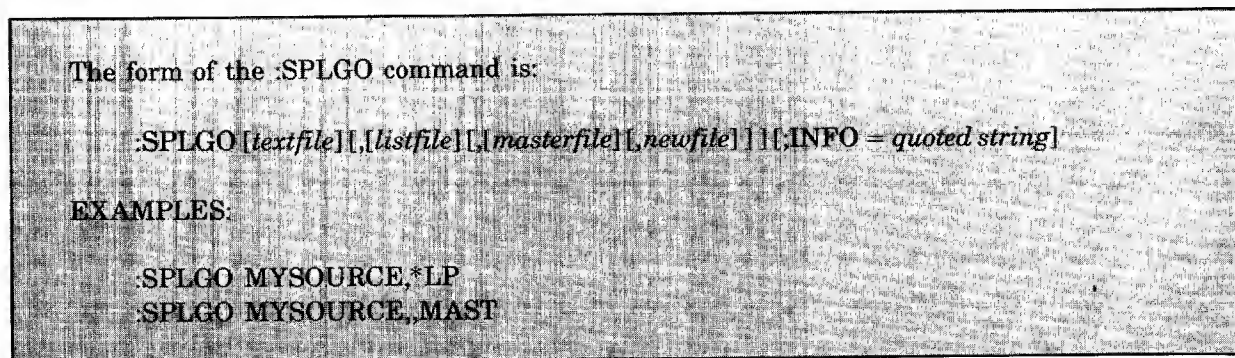 The form of the :SPLGO command is:
:SPLGO [textfile] [,[listfile] [,[masterfile] [,newfile] ] ] [;INFO = quoted string]
EXAMPLES:
:SPLGO MYSOURCE,*LP
:SPLGO MYSOURCE,,MAST